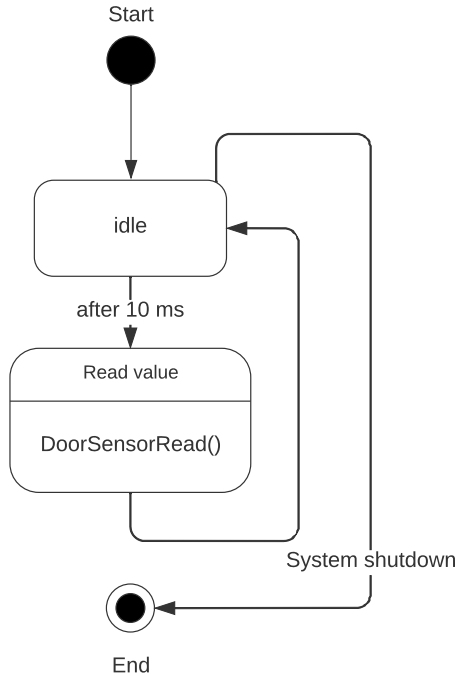 Start
idle
after 10 ms
Read value
DoorSensorRead()
System shutdown
End